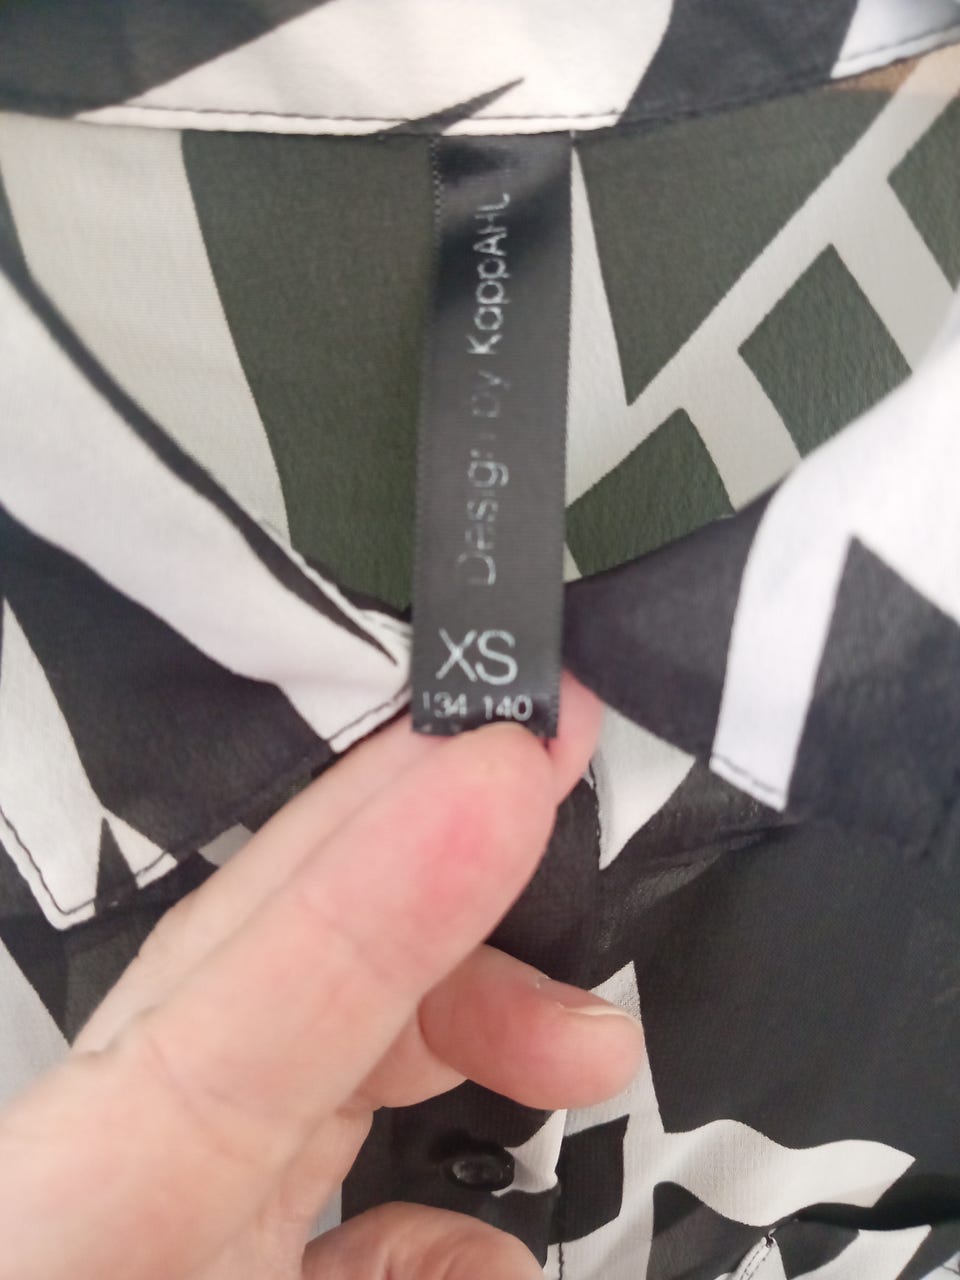 Design by KappAHL
XS
134 140